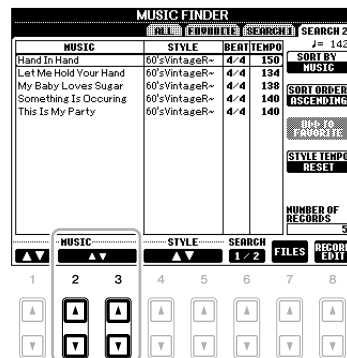 MUSIC FINDER
ALL FAVORITE SEARCH 1 SEARCH 2
MUSIC STYLE BEAT TEMPO
♩= 142
Hand In Hand 60'sVintageR~ 4/4 150
Let Me Hold Your Hand 60'sVintageR~ 4/4 134
My Baby Loves Sugar 60'sVintageR~ 4/4 138
Something Is Occuring 60'sVintageR~ 4/4 140
This Is My Party 60'sVintageR~ 4/4 140
SORT BY
MUSIC
SORT ORDER
ASCENDING
ADD TO
FAVORITE
STYLE TEMPO
RESET
NUMBER OF
RECORDS
5
MUSIC STYLE SEARCH
▲▼ ▲▼ ▲▼ 1/2 FILES RECORD
EDIT
1 2 3 4 5 6 7 8